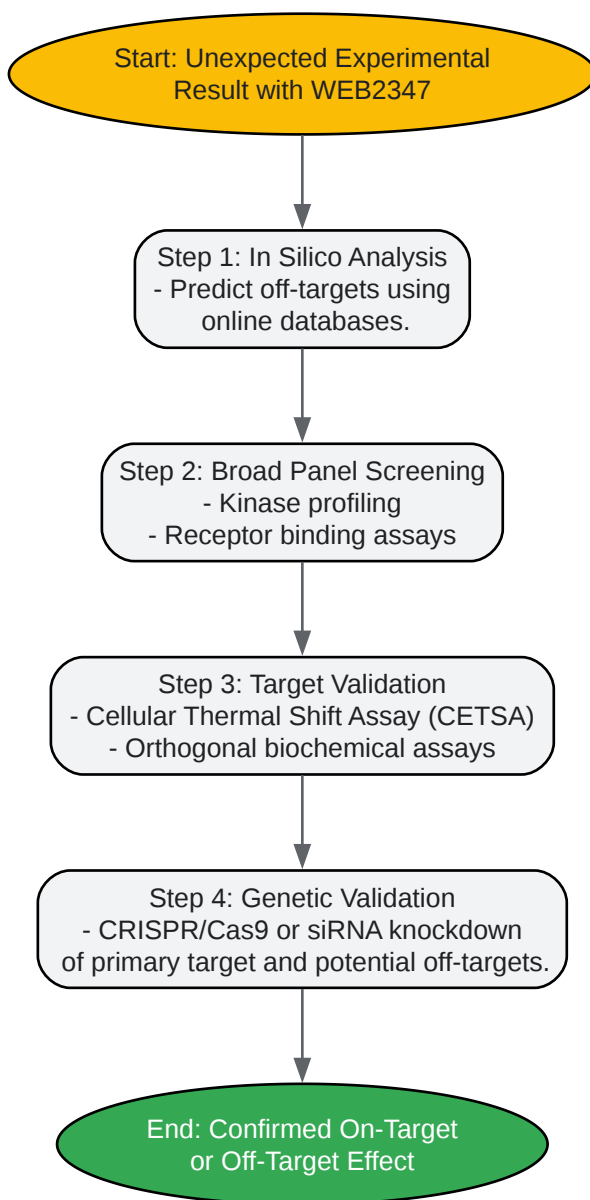 Start: Unexpected Experimental
Result with WEB2347
Step 1: In Silico Analysis
- Predict off-targets using
online databases.
Step 2: Broad Panel Screening
- Kinase profiling
- Receptor binding assays
Step 3: Target Validation
- Cellular Thermal Shift Assay (CETSA)
- Orthogonal biochemical assays
Step 4: Genetic Validation
- CRISPR/Cas9 or siRNA knockdown
of primary target and potential off-targets.
End: Confirmed On-Target
or Off-Target Effect